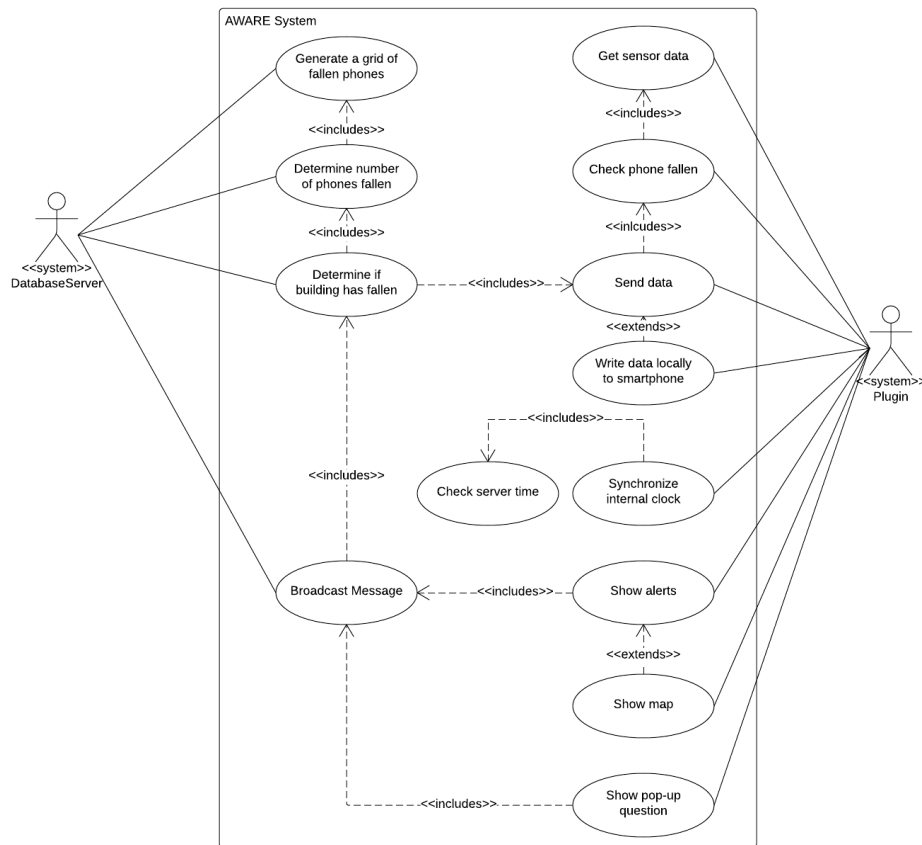 AWARE System
Generate a grid of
fallen phones
Get sensor data
<<includes>>
<<includes>>
Determine number
of phones fallen
Check phone fallen
<<includes>>
<<inlcudes>>
<<system>>
DatabaseServer
Determine if
building has fallen
<<includes>>
Send data
<<extends>>
Write data locally
to smartphone
<<system>>
Plugin
<<includes>>
<<includes>>
Check server time
Synchronize
internal clock
Broadcast Message
<<includes>>
Show alerts
<<extends>>
Show map
<<includes>>
Show pop-up
question